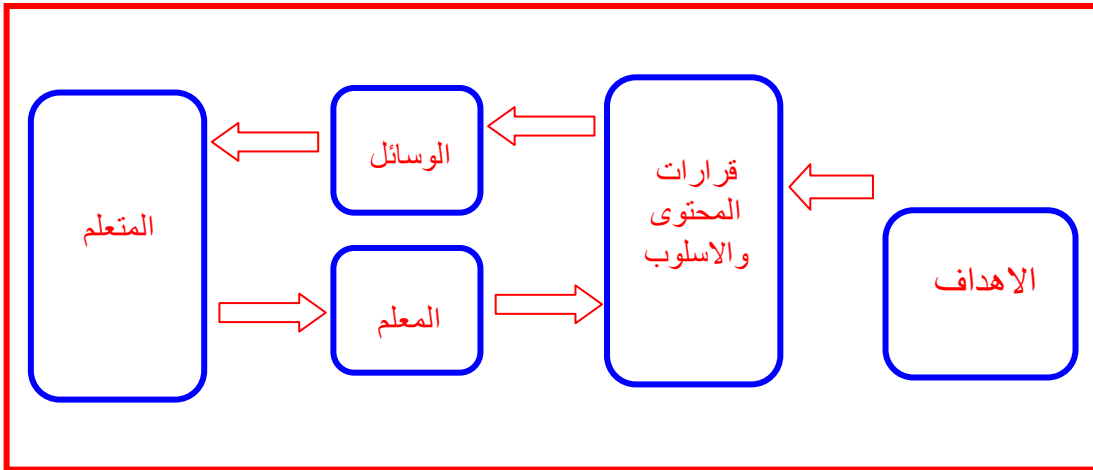 الاهداف
قرارات
المحتوى
والاسلوب
الوسائل
المعلم
المتعلم